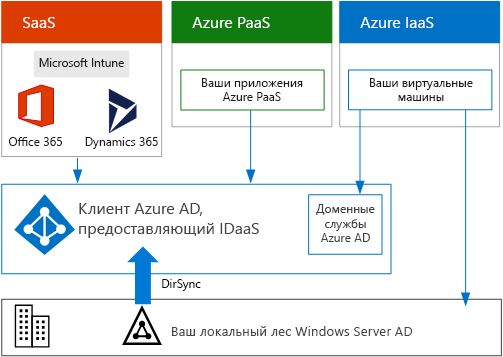 SaaS
Azure PaaS
Azure IaaS
Microsoft Intune
Office 365
Dynamics 365
Ваши приложения
Azure PaaS
Ваши виртуальные
машины
Клиент Azure AD,
предоставляющий IDaaS
Доменные
службы
Azure AD
DirSync
Ваш локальный лес Windows Server AD